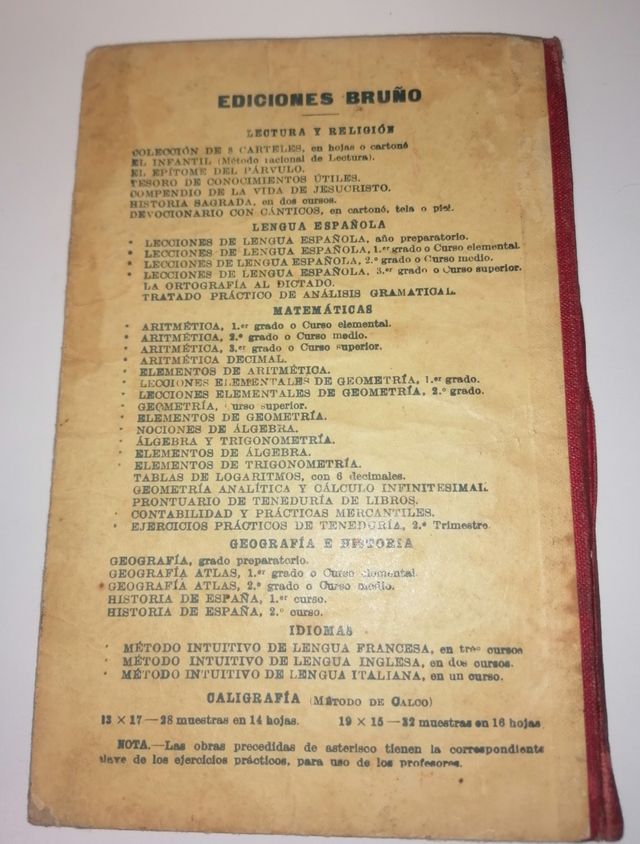 EDICIONES BRUÑO
LECTURA Y RELIGIÓN
COLECCIÓN DE 8 CARTELES, en hojas o cartoné
EL INFANTIL (Método racional de Lectura).
EL EPÍTOME DEL PÁRVULO.
TESORO DE CONOCIMIENTOS ÚTILES.
COMPENDIO DE LA VIDA DE JESUCRISTO.
HISTORIA SAGRADA, en dos cursos.
DEVOCIONARIO CON CÁNTICOS, en cartoné, tela o piel.
LENGUA ESPAÑOLA
* LECCIONES DE LENGUA ESPAÑOLA, año preparatorio.
* LECCIONES DE LENGUA ESPAÑOLA, 1.er grado o Curso elemental.
* LECCIONES DE LENGUA ESPAÑOLA, 2.º grado o Curso medio.
* LECCIONES DE LENGUA ESPAÑOLA, 3.er grado o Curso superior.
LA ORTOGRAFÍA AL DICTADO.
TRATADO PRÁCTICO DE ANÁLISIS GRAMATICAL.
MATEMÁTICAS
* ARITMÉTICA, 1.er grado o Curso elemental.
* ARITMÉTICA, 2.º grado o Curso medio.
* ARITMÉTICA, 3.er grado o Curso superior.
* ARITMÉTICA DECIMAL.
* ELEMENTOS DE ARITMÉTICA.
* LECCIONES ELEMENTALES DE GEOMETRÍA, 1.er grado.
* LECCIONES ELEMENTALES DE GEOMETRÍA, 2.º grado.
* GEOMETRÍA, Curso superior.
* ELEMENTOS DE GEOMETRÍA.
* NOCIONES DE ÁLGEBRA.
* ÁLGEBRA Y TRIGONOMETRÍA.
* ELEMENTOS DE ÁLGEBRA.
* ELEMENTOS DE TRIGONOMETRÍA.
TABLAS DE LOGARITMOS, con 6 decimales.
GEOMETRÍA ANALÍTICA Y CÁLCULO INFINITESIMAL
PRONTUARIO DE TENEDURÍA DE LIBROS.
* CONTABILIDAD Y PRÁCTICAS MERCANTILES.
* EJERCICIOS PRÁCTICOS DE TENEDURÍA, 2.º Trimestre
GEOGRAFÍA E HISTORIA
GEOGRAFÍA, grado preparatorio.
GEOGRAFÍA ATLAS, 1.er grado o Curso elemental.
* GEOGRAFÍA ATLAS, 2.º grado o Curso medio.
HISTORIA DE ESPAÑA, 1.er curso.
HISTORIA DE ESPAÑA, 2.º curso.
IDIOMAS
* MÉTODO INTUITIVO DE LENGUA FRANCESA, en tres cursos
* MÉTODO INTUITIVO DE LENGUA INGLESA, en dos cursos.
* MÉTODO INTUITIVO DE LENGUA ITALIANA, en un curso.
CALIGRAFÍA (MÉTODO DE CALCO)
13 × 17 — 28 muestras en 14 hojas. 19 × 15 — 32 muestras en 16 hojas
NOTA.—Las obras precedidas de asterisco tienen la correspondiente
clave de los ejercicios prácticos, para uso de los profesores.